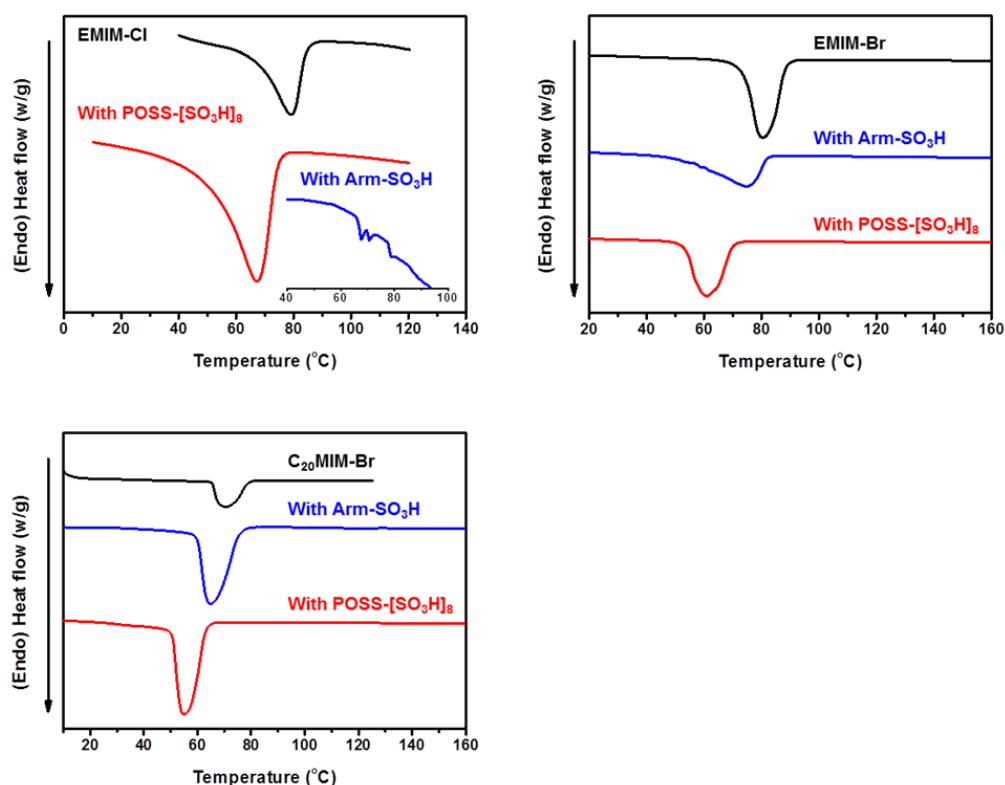 EMIM-Cl
With POSS-[SO₃H]₈
With Arm-SO₃H
40 60 80 100
(Endo) Heat flow (w/g)
0 20 40 60 80 100 120 140
Temperature (°C)
EMIM-Br
With Arm-SO₃H
With POSS-[SO₃H]₈
(Endo) Heat flow (w/g)
20 40 60 80 100 120 140 160
Temperature (°C)
C₂₀MIM-Br
With Arm-SO₃H
With POSS-[SO₃H]₈
(Endo) Heat flow (w/g)
20 40 60 80 100 120 140 160
Temperature (°C)